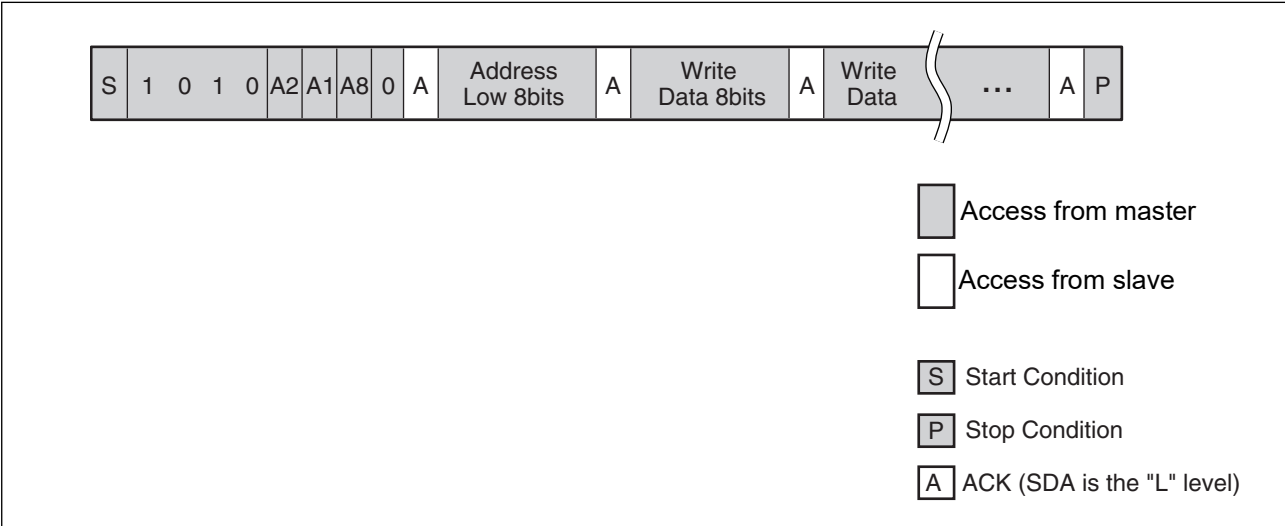 S 1 0 1 0 A2 A1 A8 0 A Address Low 8bits A Write Data 8bits A Write Data ... A P
Access from master
Access from slave
S Start Condition
P Stop Condition
A ACK (SDA is the "L" level)